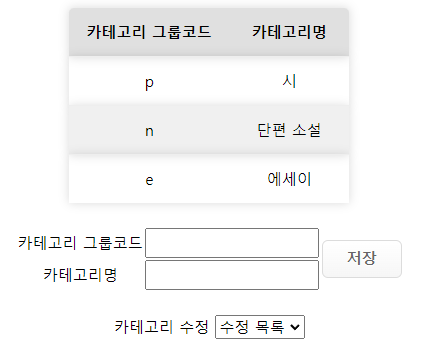 카테고리 그룹코드 카테고리명
p 시
n 단편 소설
e 에세이
카테고리 그룹코드
카테고리명
저장
카테고리 수정 수정 목록